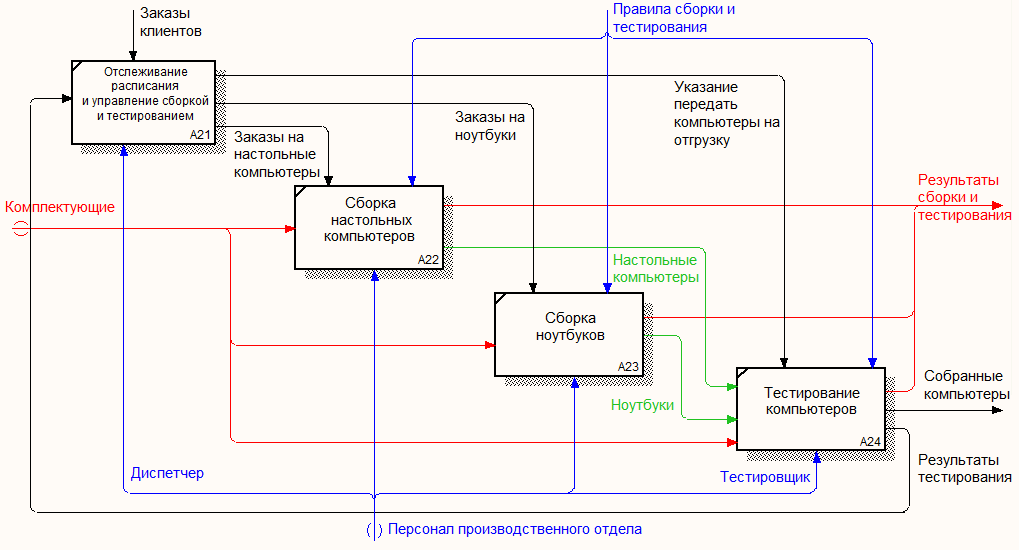 Заказы
клиентов
Правила сборки и
тестирования
Отслеживание
расписания
и управление сборкой
и тестированием
A21
Указание
передать
компьютеры на
отгрузку
Заказы на
ноутбуки
Заказы на
настольные
компьютеры
Комплектующие
Результаты
сборки и
тестирования
Сборка
настольных
компьютеров
A22
Настольные
компьютеры
Сборка
ноутбуков
A23
Ноутбуки
Тестирование
компьютеров
A24
Собранные
компьютеры
Результаты
тестирования
Диспетчер
Тестировщик
Персонал производственного отдела